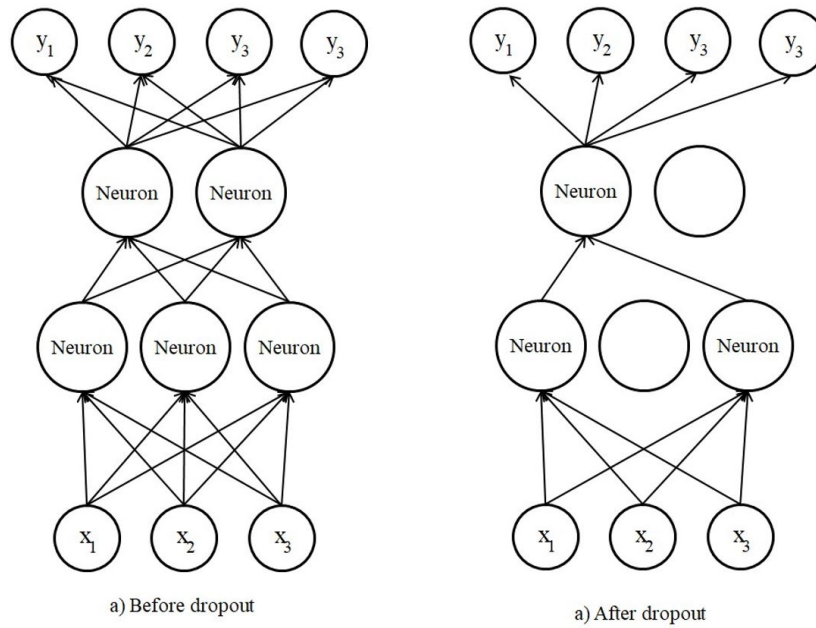 y1 y2 y3 y3 y1 y2 y3 y3
Neuron Neuron Neuron
Neuron Neuron Neuron Neuron Neuron
x1 x2 x3 x1 x2 x3
a) Before dropout a) After dropout